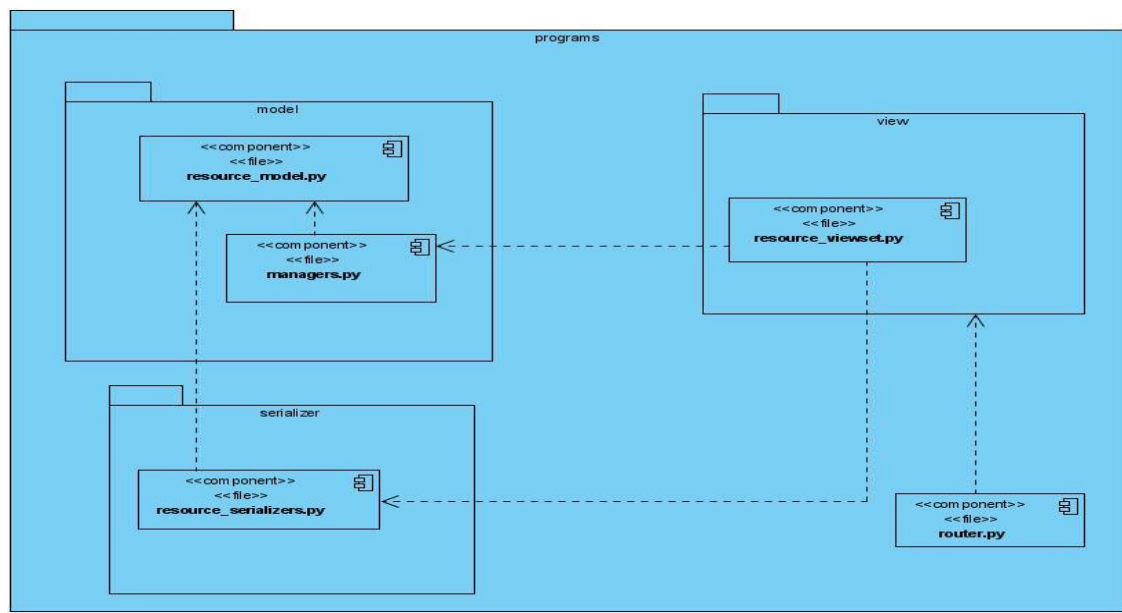 programs
model
<<component>>
<<file>>
resource_model.py
<<component>>
<<file>>
managers.py
view
<<component>>
<<file>>
resource_viewset.py
serializer
<<component>>
<<file>>
resource_serializers.py
<<component>>
<<file>>
router.py